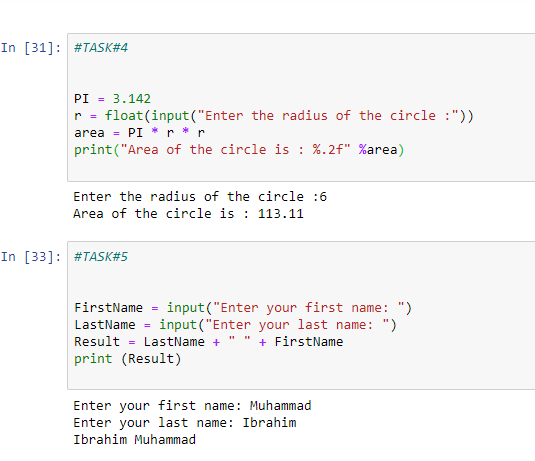 In [31]: #TASK#4
PI = 3.142
r = float(input("Enter the radius of the circle :"))
area = PI * r * r
print("Area of the circle is : %.2f" %area)
Enter the radius of the circle :6
Area of the circle is : 113.11
In [33]: #TASK#5
FirstName = input("Enter your first name: ")
LastName = input("Enter your last name: ")
Result = LastName + " " + FirstName
print (Result)
Enter your first name: Muhammad
Enter your last name: Ibrahim
Ibrahim Muhammad